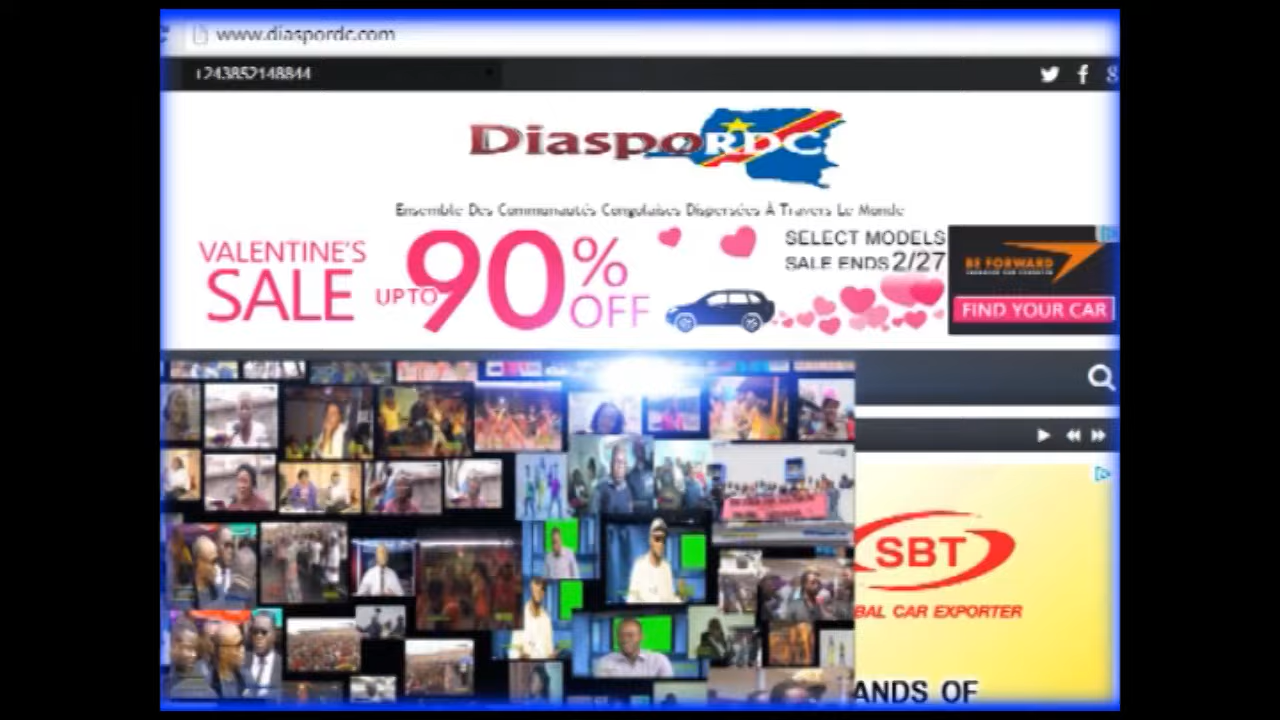 www.diaspordc.com
+243852148844
DiaspoRDC
Ensemble Des Communautés Congolaises Dispersées À Travers Le Monde
VALENTINE'S
SALE
UP TO 90% OFF
SELECT MODELS
SALE ENDS 2/27
BE FORWARD
FIND YOUR CAR
SBT
BAL CAR EXPORTER
ANDS OF